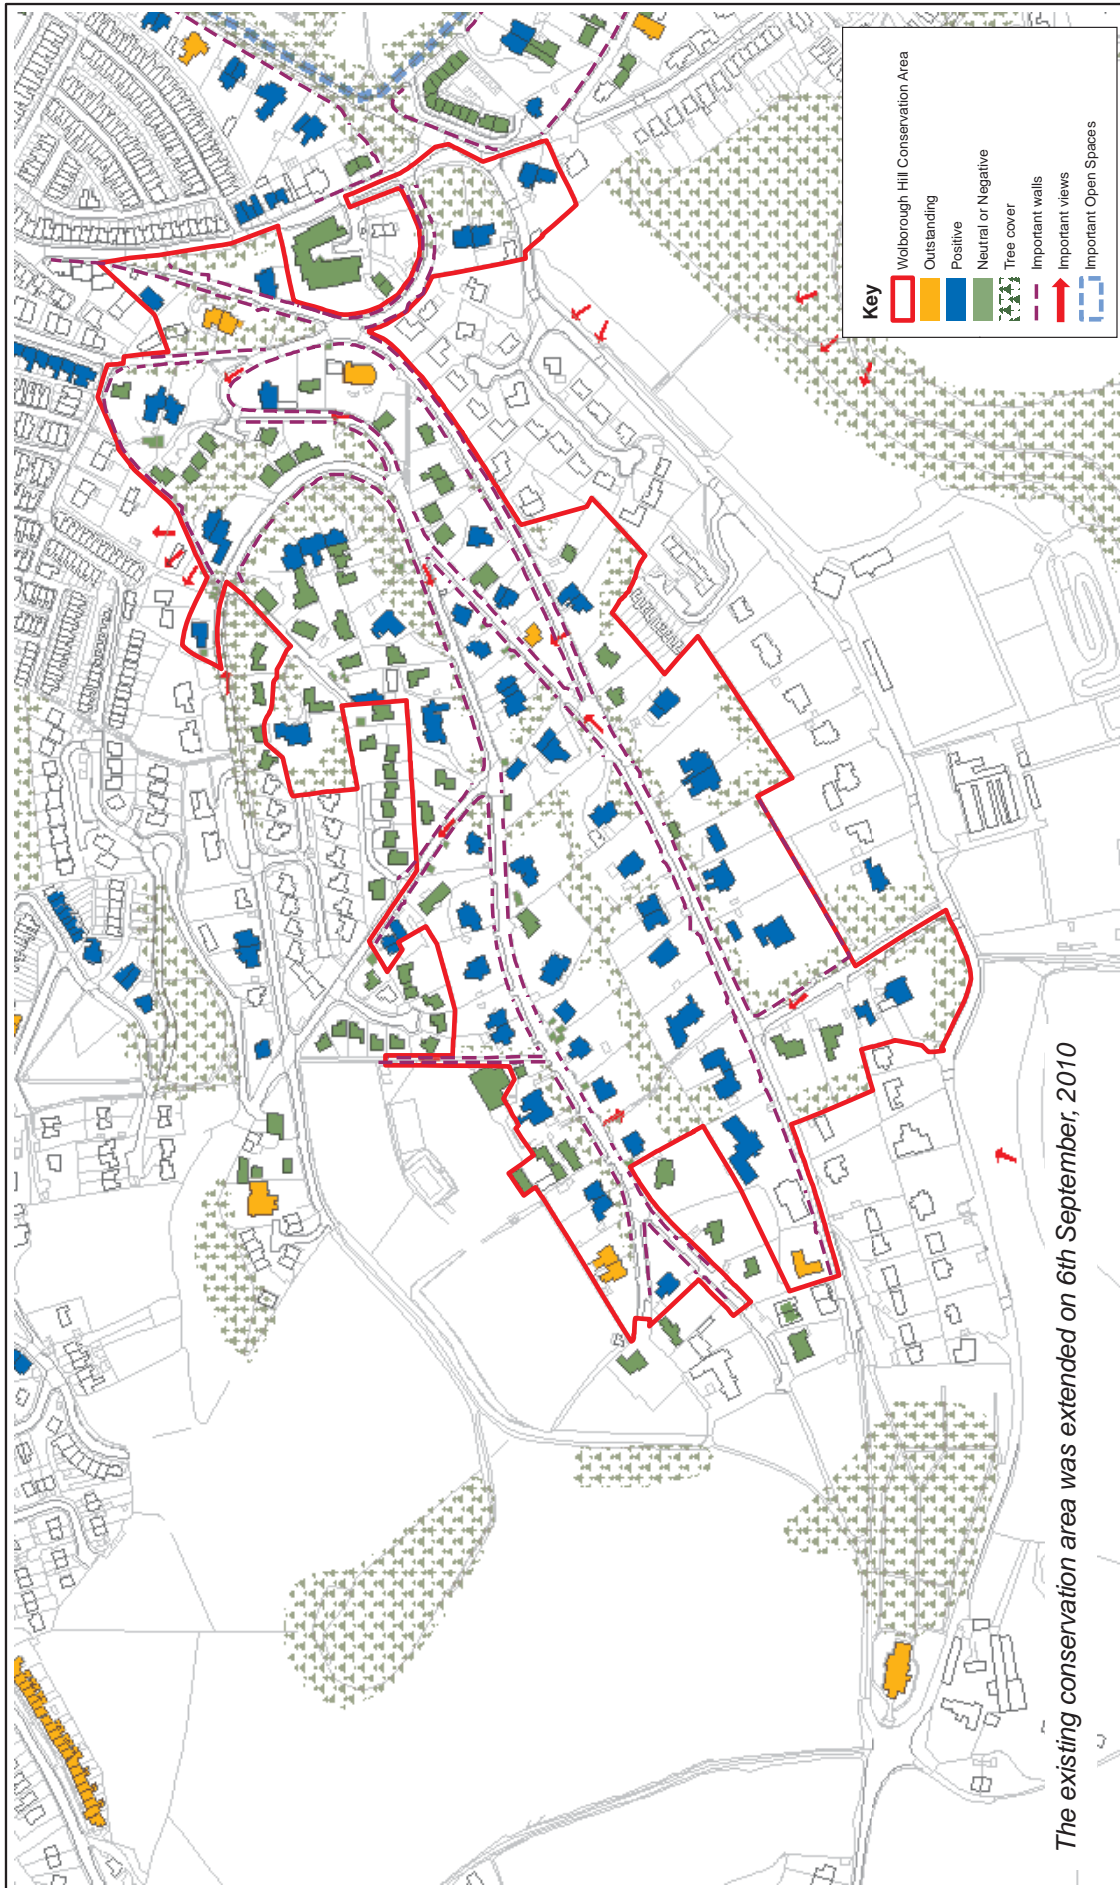 Key
Wolborough Hill Conservation Area
Outstanding
Positive
Neutral or Negative
Tree cover
Important walls
Important views
Important Open Spaces
The existing conservation area was extended on 6th September, 2010